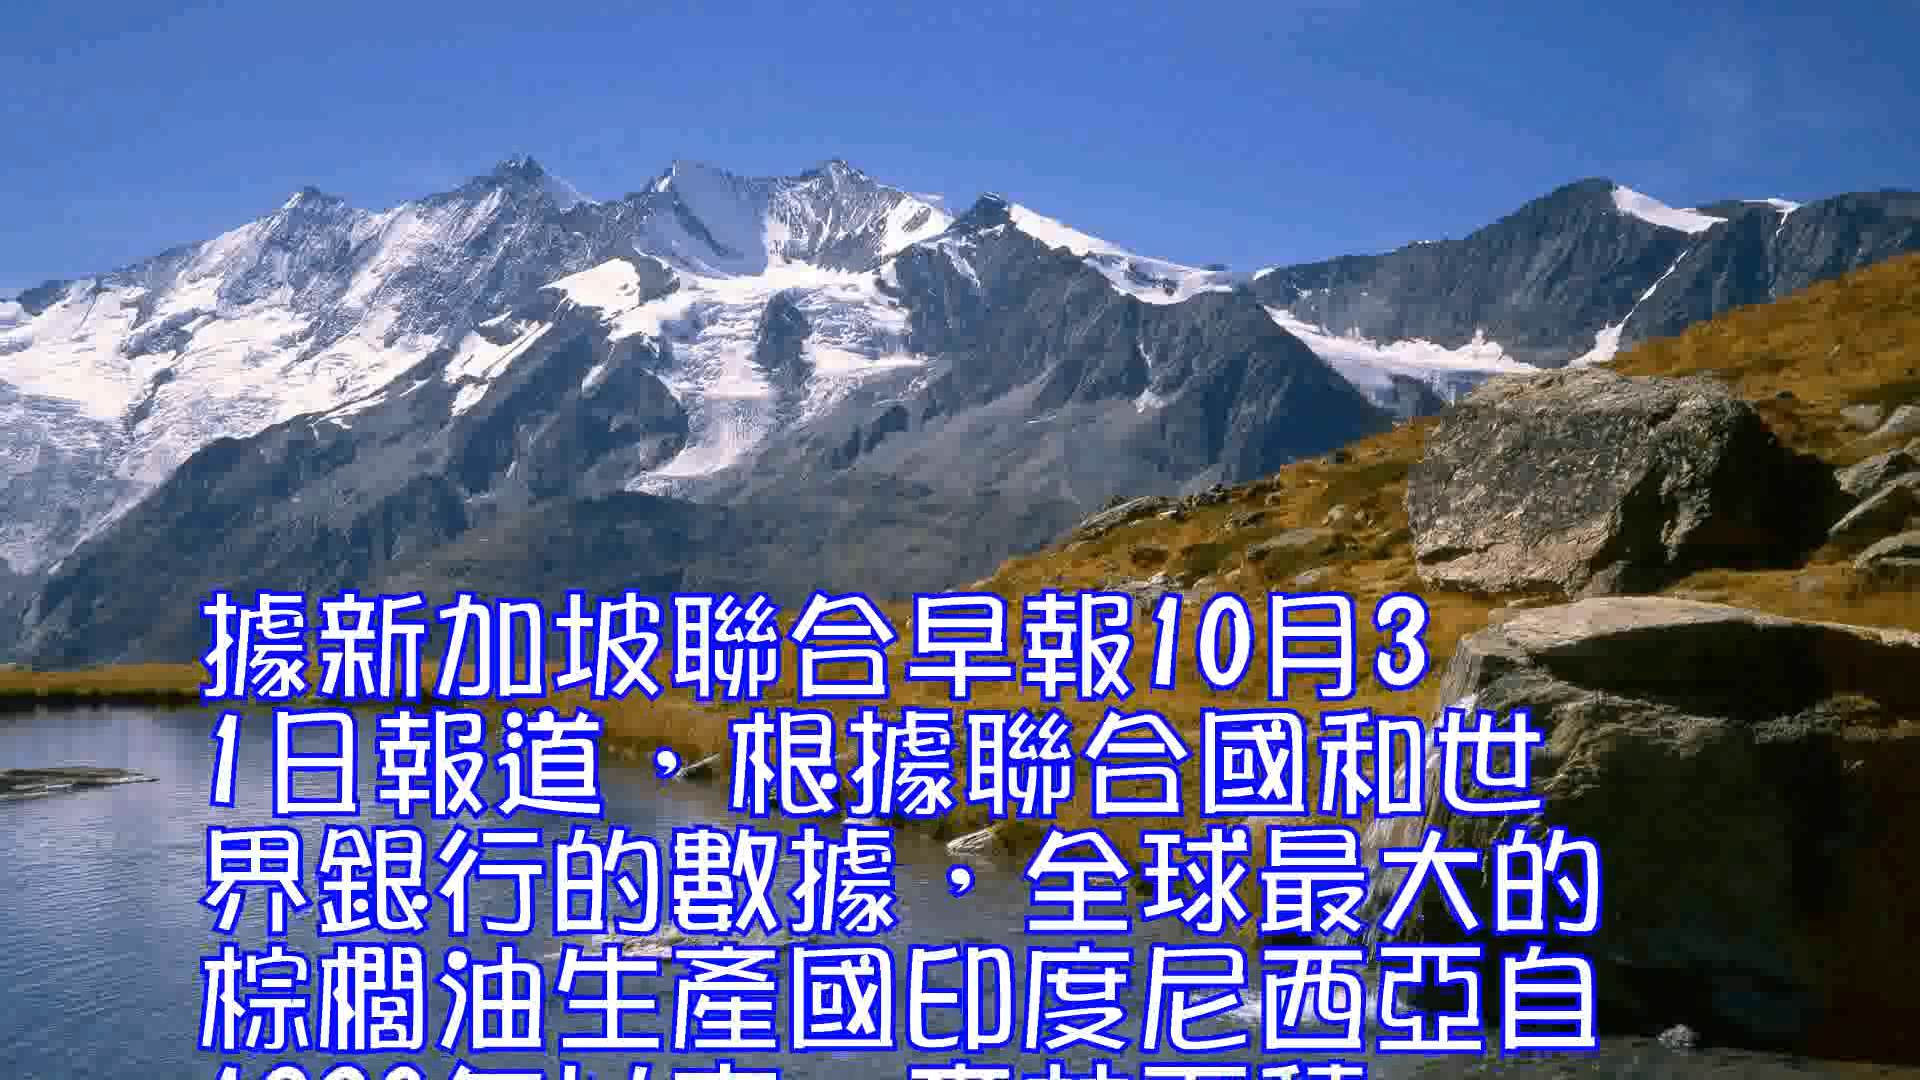 據新加坡聯合早報10月3
1日報道，根據聯合國和世
界銀行的數據，全球最大的
棕櫚油生產國印度尼西亞自